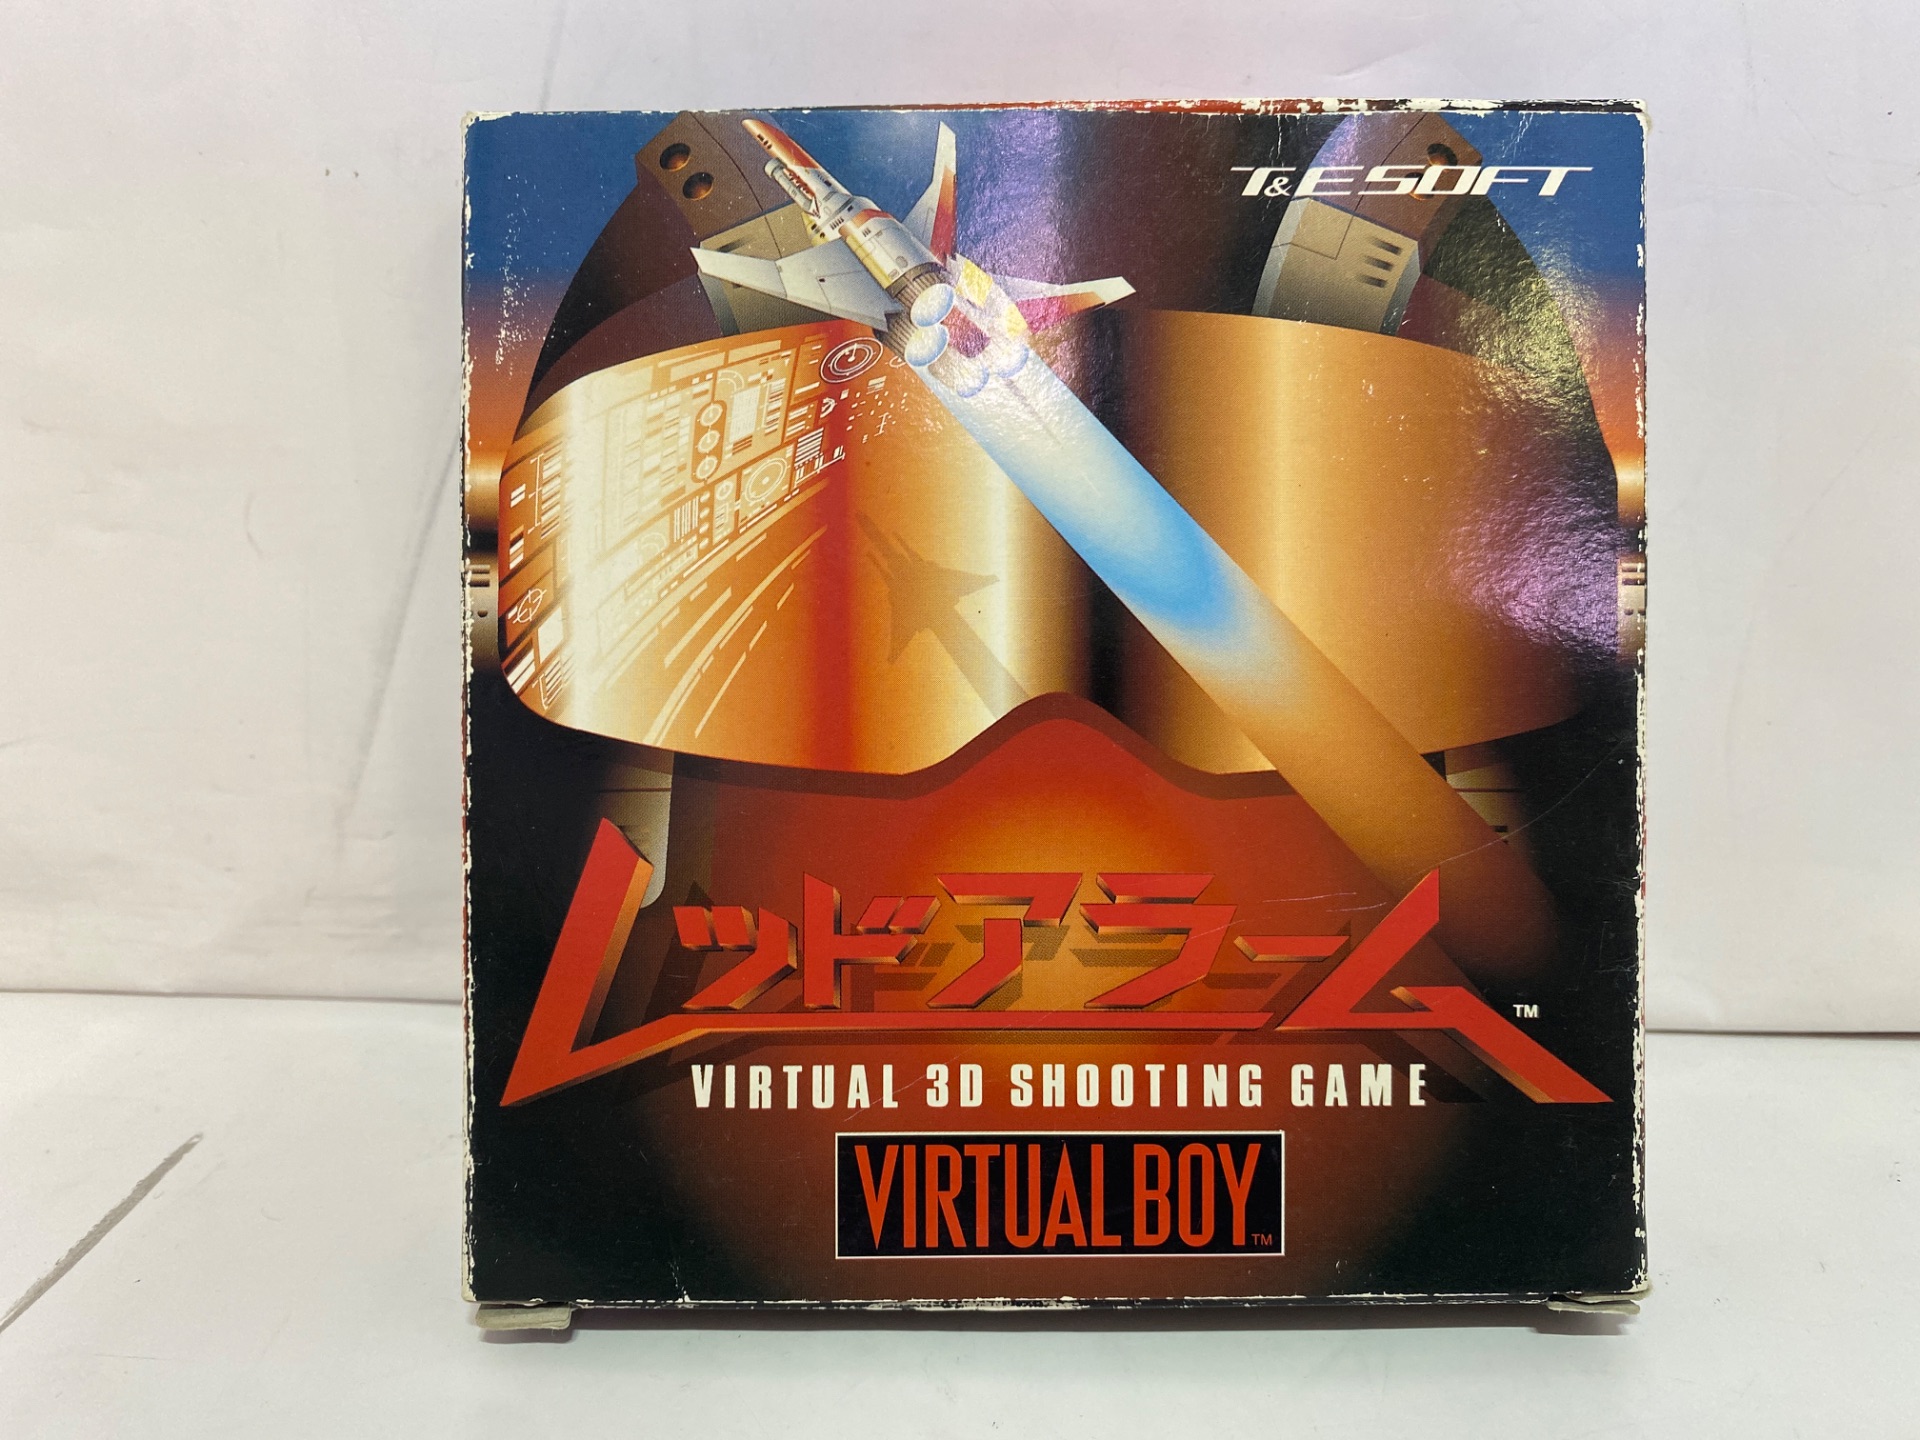 T&E SOFT
レッドアラーム™
VIRTUAL 3D SHOOTING GAME
VIRTUAL BOY™